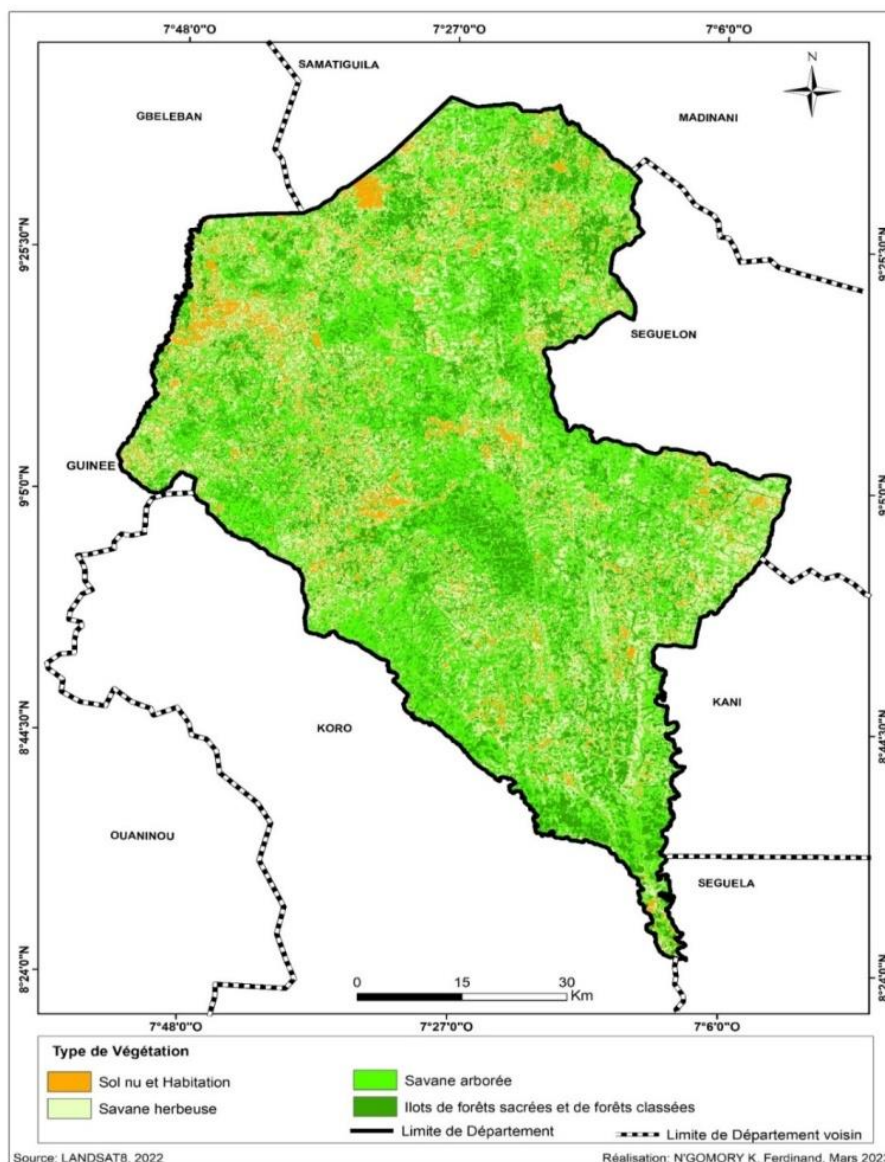 7°48'0"O 7°27'0"O 7°6'0"O
N
SAMATIGUILA
GBELEBAN
MADINANI
9°25'30"N
9°25'30"N
SEGUELON
GUINEE
9°5'0"N
9°5'0"N
KANI
8°44'30"N
KORO
8°44'30"N
OUANINOU
SEGUELA
8°24'0"N
8°24'0"N
0 15 30
Km
7°48'0"O 7°27'0"O 7°6'0"O
Type de Végétation
Sol nu et Habitation
Savane arborée
Savane herbeuse
Ilots de forêts sacrées et de forêts classées
Limite de Département
Limite de Département voisin
Source: LANDSAT8, 2022
Réalisation: N'GOMORY K. Ferdinand, Mars 202